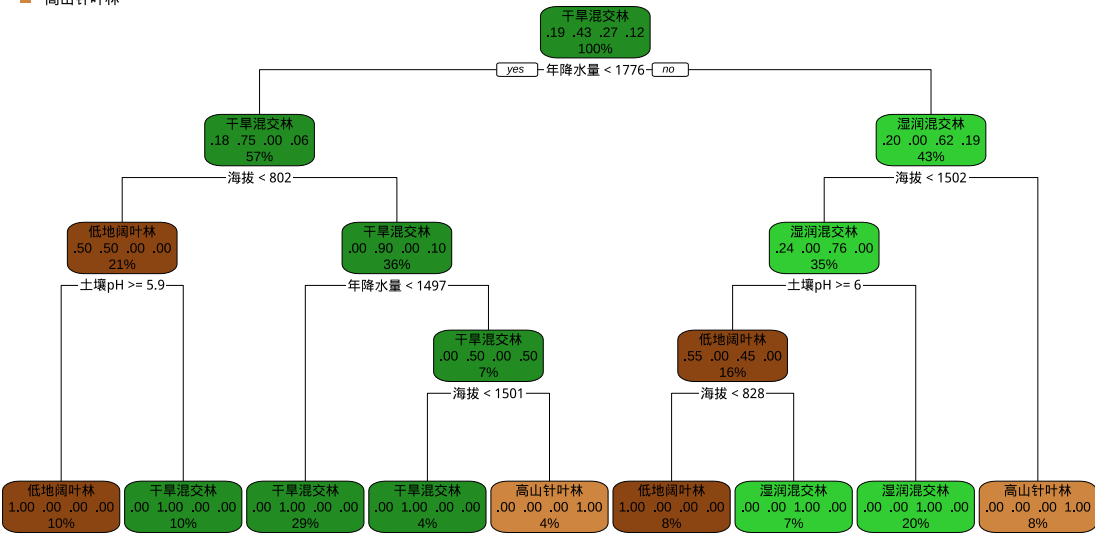 高山针叶林
干旱混交林
.19 .43 .27 .12
100%
yes 年降水量 < 1776 no
干旱混交林
.18 .75 .00 .06
57%
湿润混交林
.20 .00 .62 .19
43%
海拔 < 802
海拔 < 1502
低地阔叶林
.50 .50 .00 .00
21%
干旱混交林
.00 .90 .00 .10
36%
湿润混交林
.24 .00 .76 .00
35%
土壤pH >= 5.9
年降水量 < 1497
土壤pH >= 6
干旱混交林
.00 .50 .00 .50
7%
低地阔叶林
.55 .00 .45 .00
16%
海拔 < 1501
海拔 < 828
低地阔叶林
1.00 .00 .00 .00
10%
干旱混交林
.00 1.00 .00 .00
10%
干旱混交林
.00 1.00 .00 .00
29%
干旱混交林
.00 1.00 .00 .00
4%
高山针叶林
.00 .00 .00 1.00
4%
低地阔叶林
1.00 .00 .00 .00
8%
湿润混交林
.00 .00 1.00 .00
7%
湿润混交林
.00 .00 1.00 .00
20%
高山针叶林
.00 .00 .00 1.00
8%